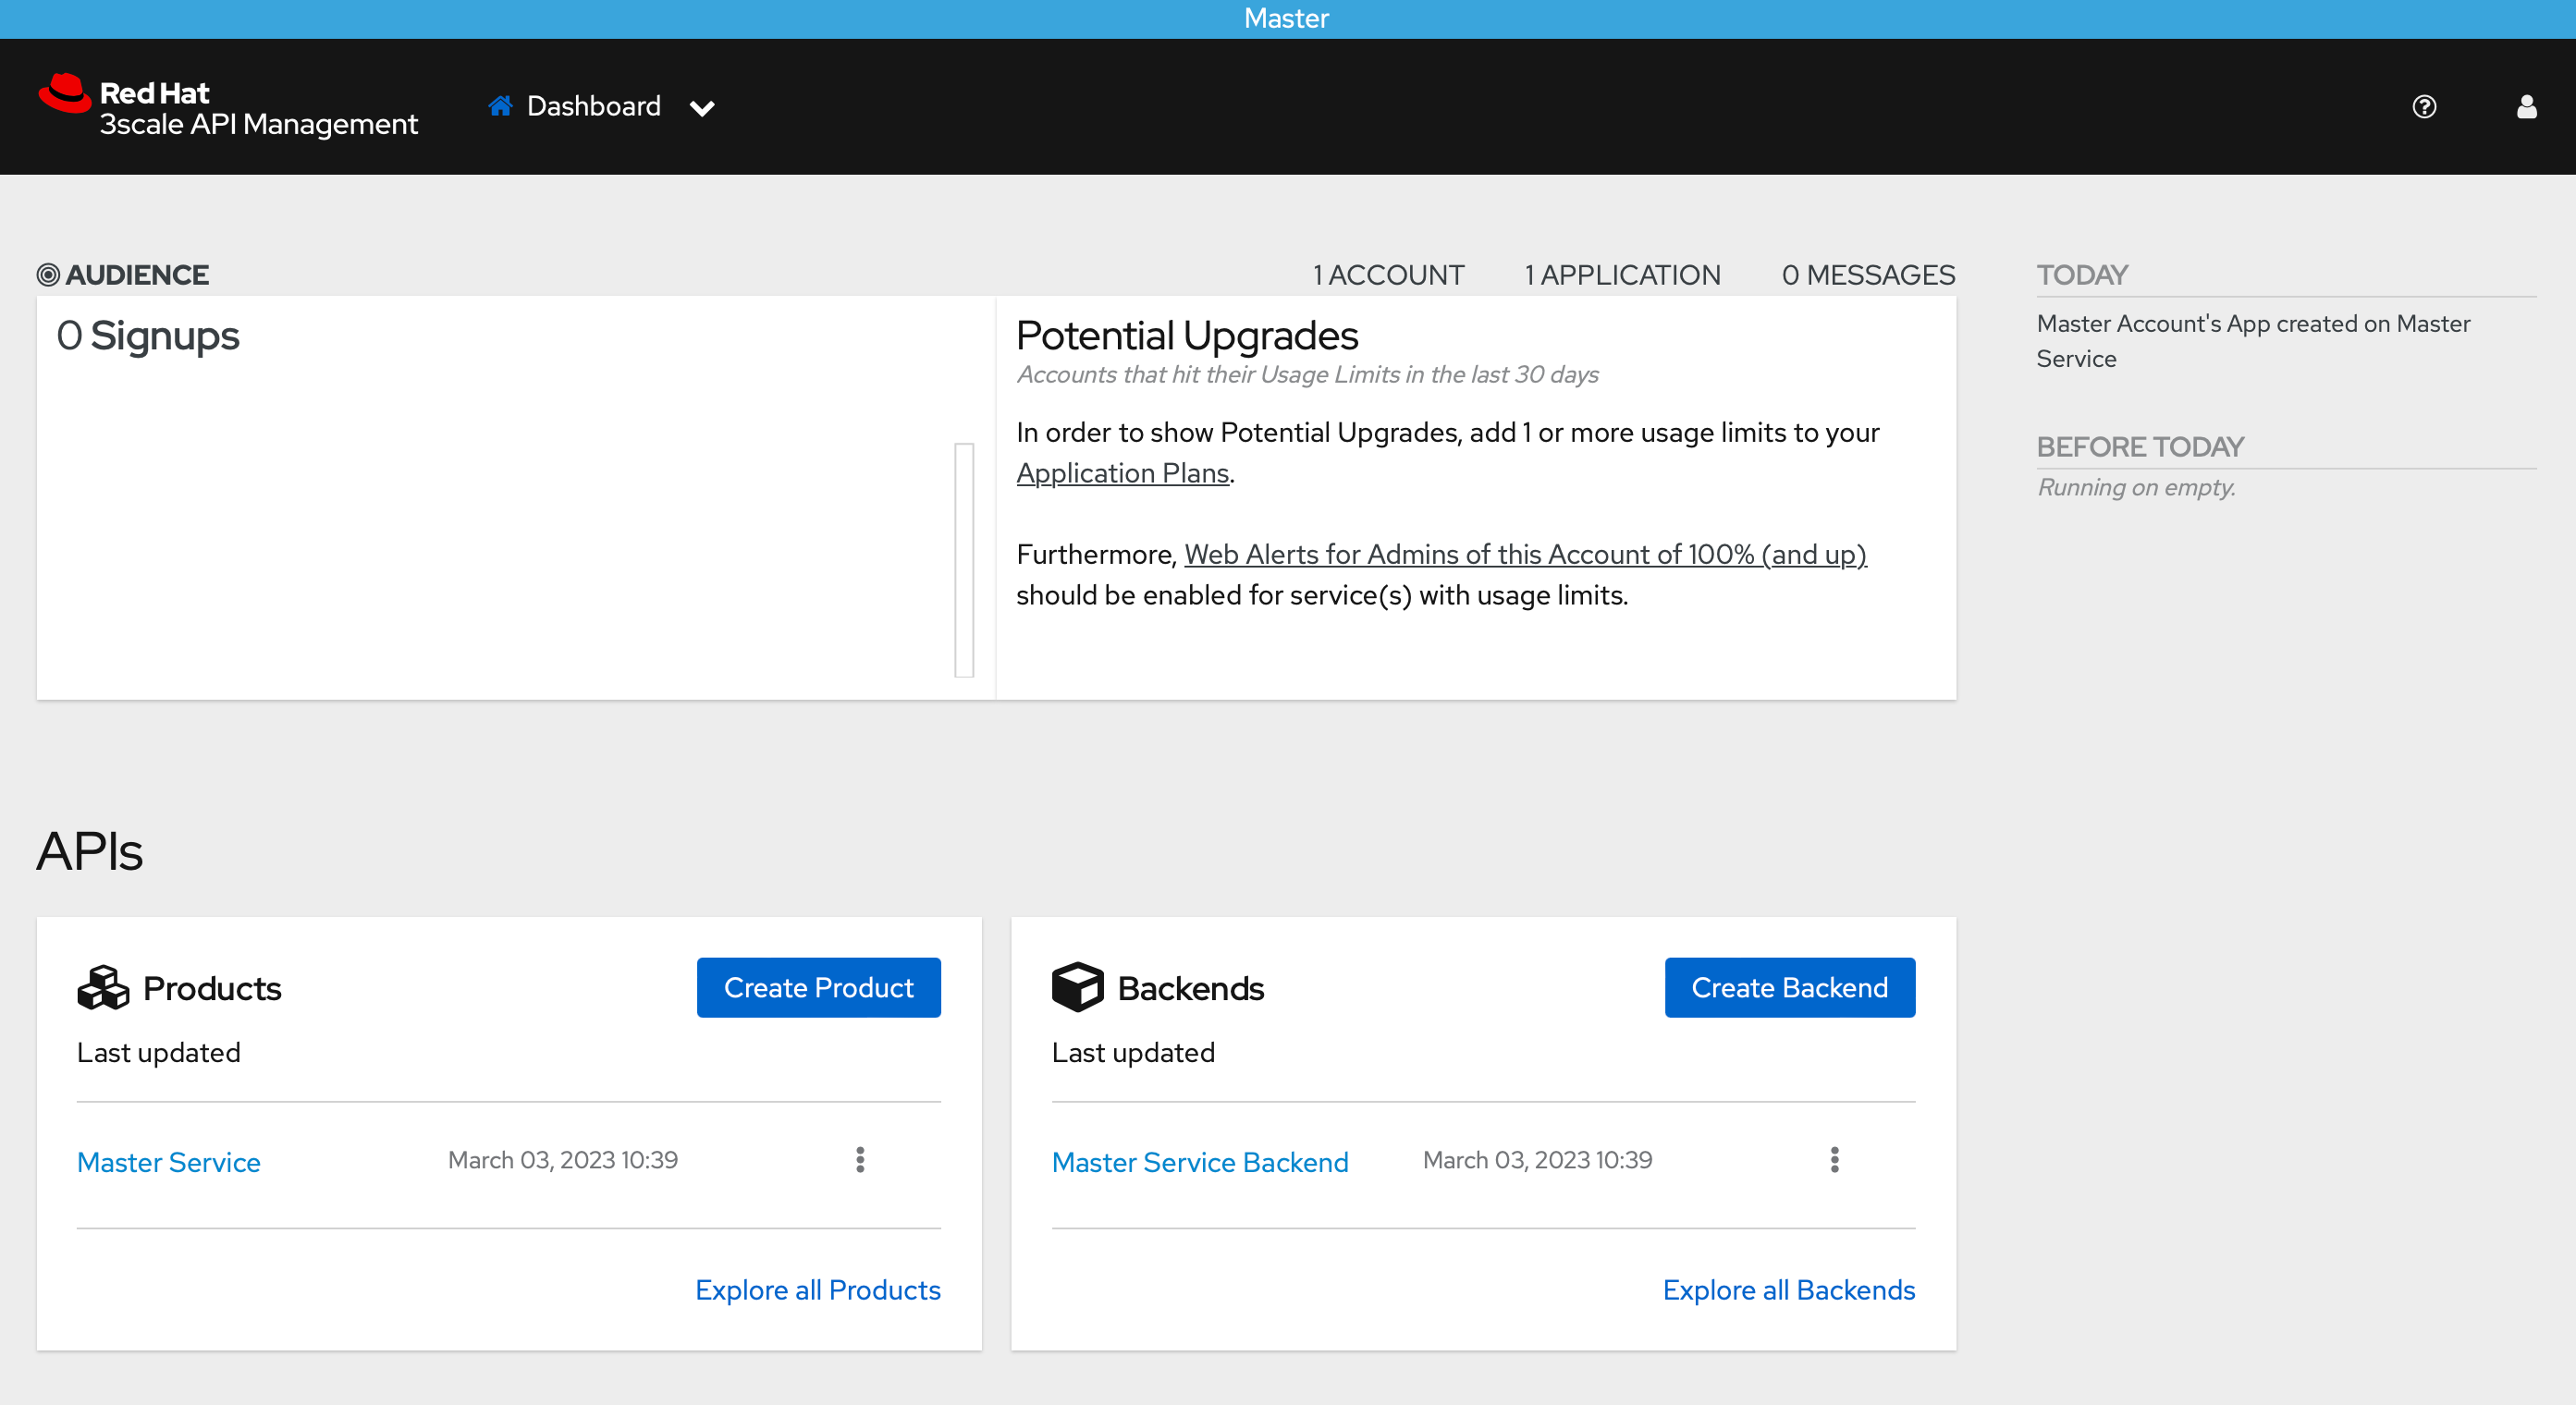 Master
Red Hat
3scale API Management
Dashboard
AUDIENCE
1 ACCOUNT
1 APPLICATION
0 MESSAGES
0 Signups
Potential Upgrades
Accounts that hit their Usage Limits in the last 30 days
In order to show Potential Upgrades, add 1 or more usage limits to your
Application Plans.
Furthermore, Web Alerts for Admins of this Account of 100% (and up)
should be enabled for service(s) with usage limits.
TODAY
Master Account's App created on Master
Service
BEFORE TODAY
Running on empty.
APIs
Products
Create Product
Last updated
Master Service
March 03, 2023 10:39
Explore all Products
Backends
Create Backend
Last updated
Master Service Backend
March 03, 2023 10:39
Explore all Backends